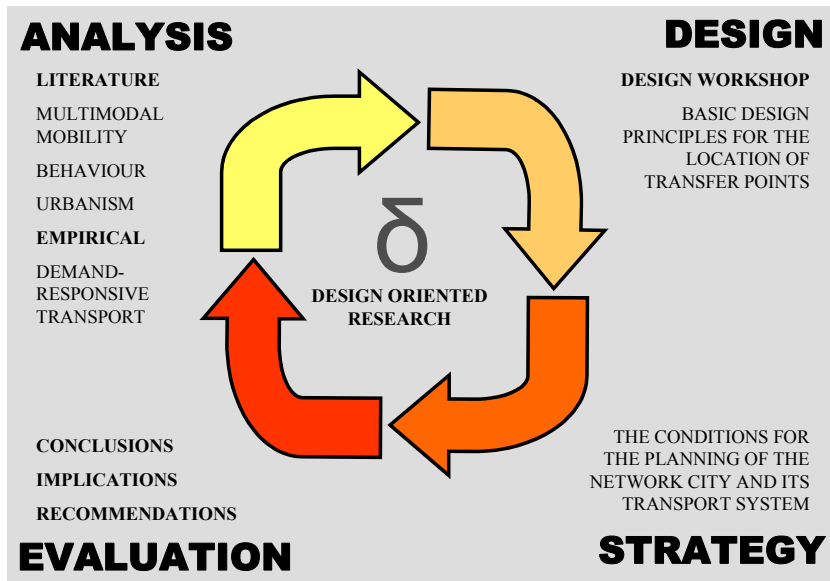 ANALYSIS
LITERATURE
MULTIMODAL
MOBILITY
BEHAVIOUR
URBANISM
EMPIRICAL
DEMAND-
RESPONSIVE
TRANSPORT
DESIGN
DESIGN WORKSHOP
BASIC DESIGN
PRINCIPLES FOR THE
LOCATION OF
TRANSFER POINTS
δ
DESIGN ORIENTED
RESEARCH
CONCLUSIONS
IMPLICATIONS
RECOMMENDATIONS
EVALUATION
THE CONDITIONS FOR
THE PLANNING OF THE
NETWORK CITY AND ITS
TRANSPORT SYSTEM
STRATEGY